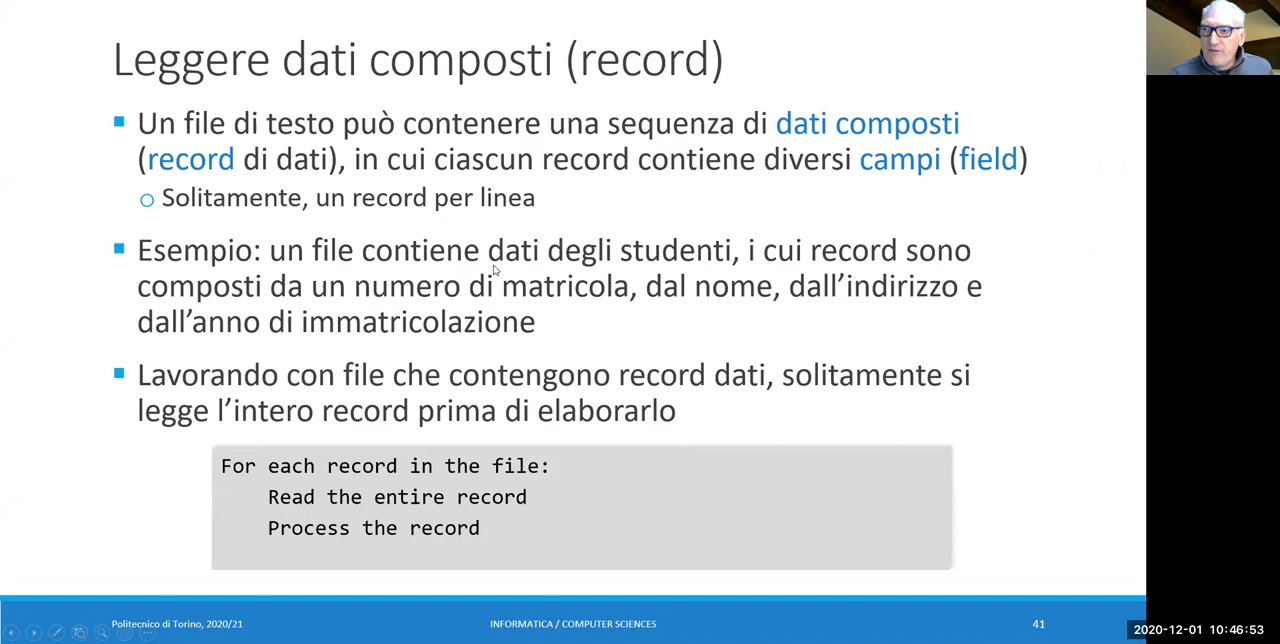 Leggere dati composti (record)
Un file di testo può contenere una sequenza di dati composti
(record di dati), in cui ciascun record contiene diversi campi (field)
Solitamente, un record per linea
Esempio: un file contiene dati degli studenti, i cui record sono
composti da un numero di matricola, dal nome, dall’indirizzo e
dall’anno di immatricolazione
Lavorando con file che contengono record dati, solitamente si
legge l’intero record prima di elaborarlo
For each record in the file:
Read the entire record
Process the record
Politecnico di Torino, 2020/21
INFORMATICA / COMPUTER SCIENCES
41
2020-12-01 10:46:53